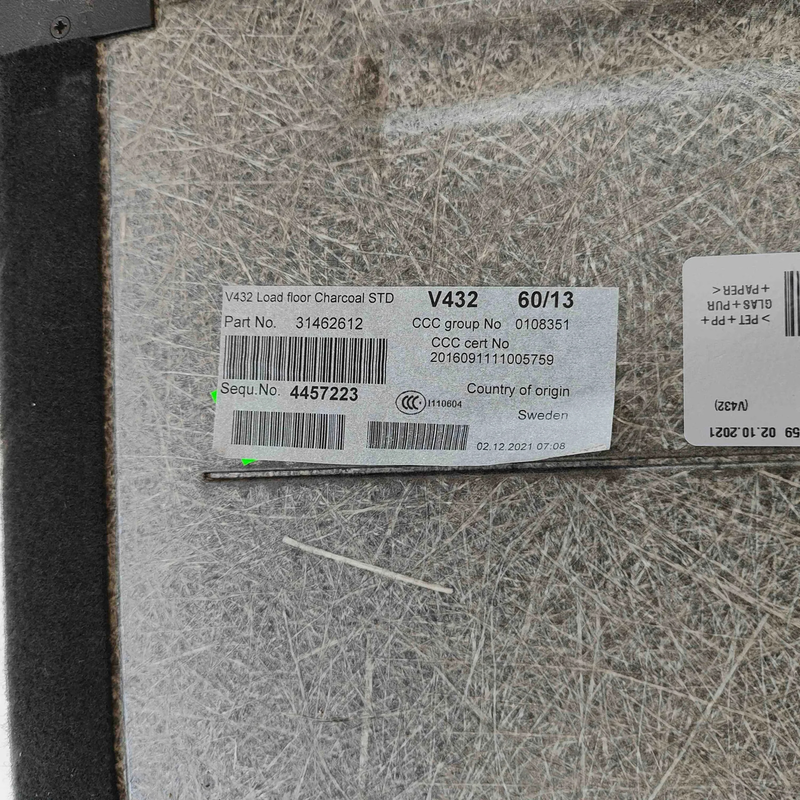 V432 Load floor Charcoal STD V432 60/13
Part No. 31462612 CCC group No 0108351
CCC cert No
2016091111005759
Sequ.No. 4457223
CCC I110604
Country of origin
Sweden
02.12.2021 07:08
>PET+PP+
GLAS+PUR
+PAPER<
(V432)
02.10.2021 59